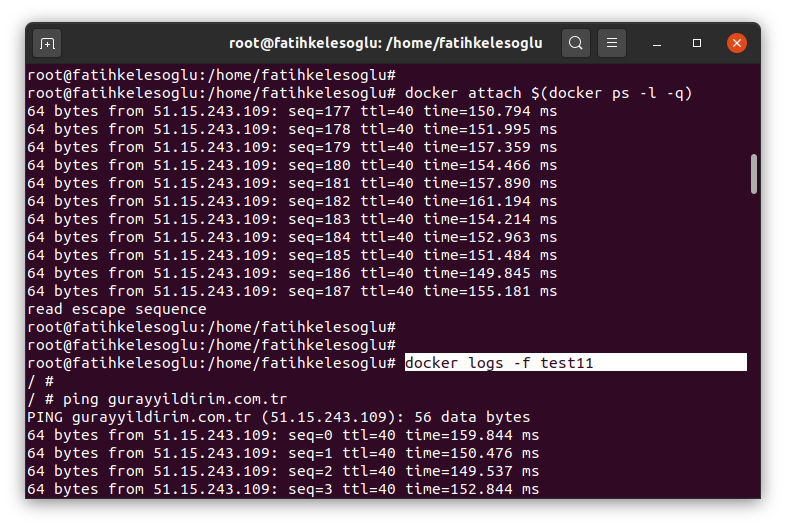 root@fatihkelesoglu: /home/fatihkelesoglu
root@fatihkelesoglu:/home/fatihkelesoglu#
root@fatihkelesoglu:/home/fatihkelesoglu# docker attach $(docker ps -l -q)
64 bytes from 51.15.243.109: seq=177 ttl=40 time=150.794 ms
64 bytes from 51.15.243.109: seq=178 ttl=40 time=151.995 ms
64 bytes from 51.15.243.109: seq=179 ttl=40 time=157.359 ms
64 bytes from 51.15.243.109: seq=180 ttl=40 time=154.466 ms
64 bytes from 51.15.243.109: seq=181 ttl=40 time=157.890 ms
64 bytes from 51.15.243.109: seq=182 ttl=40 time=161.194 ms
64 bytes from 51.15.243.109: seq=183 ttl=40 time=154.214 ms
64 bytes from 51.15.243.109: seq=184 ttl=40 time=152.963 ms
64 bytes from 51.15.243.109: seq=185 ttl=40 time=151.484 ms
64 bytes from 51.15.243.109: seq=186 ttl=40 time=149.845 ms
64 bytes from 51.15.243.109: seq=187 ttl=40 time=155.181 ms
read escape sequence
root@fatihkelesoglu:/home/fatihkelesoglu#
root@fatihkelesoglu:/home/fatihkelesoglu#
root@fatihkelesoglu:/home/fatihkelesoglu# docker logs -f test11
/ #
/ # ping gurayyildirim.com.tr
PING gurayyildirim.com.tr (51.15.243.109): 56 data bytes
64 bytes from 51.15.243.109: seq=0 ttl=40 time=159.844 ms
64 bytes from 51.15.243.109: seq=1 ttl=40 time=150.476 ms
64 bytes from 51.15.243.109: seq=2 ttl=40 time=149.537 ms
64 bytes from 51.15.243.109: seq=3 ttl=40 time=152.844 ms